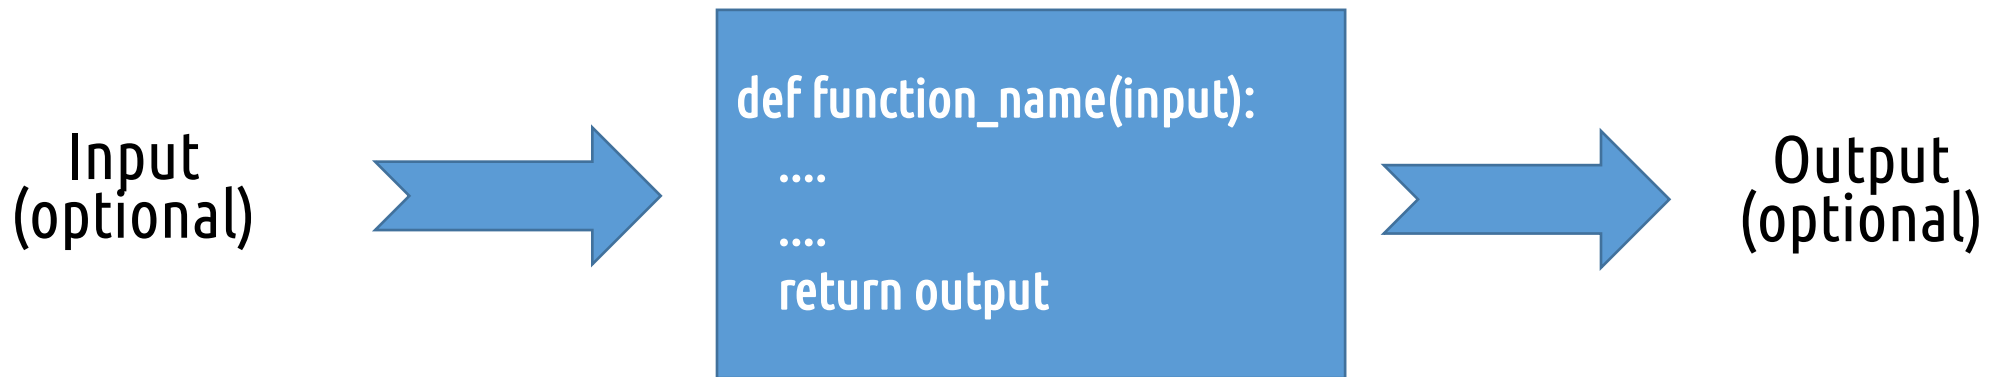 Input
(optional)
def function_name(input):
....
....
return output
Output
(optional)